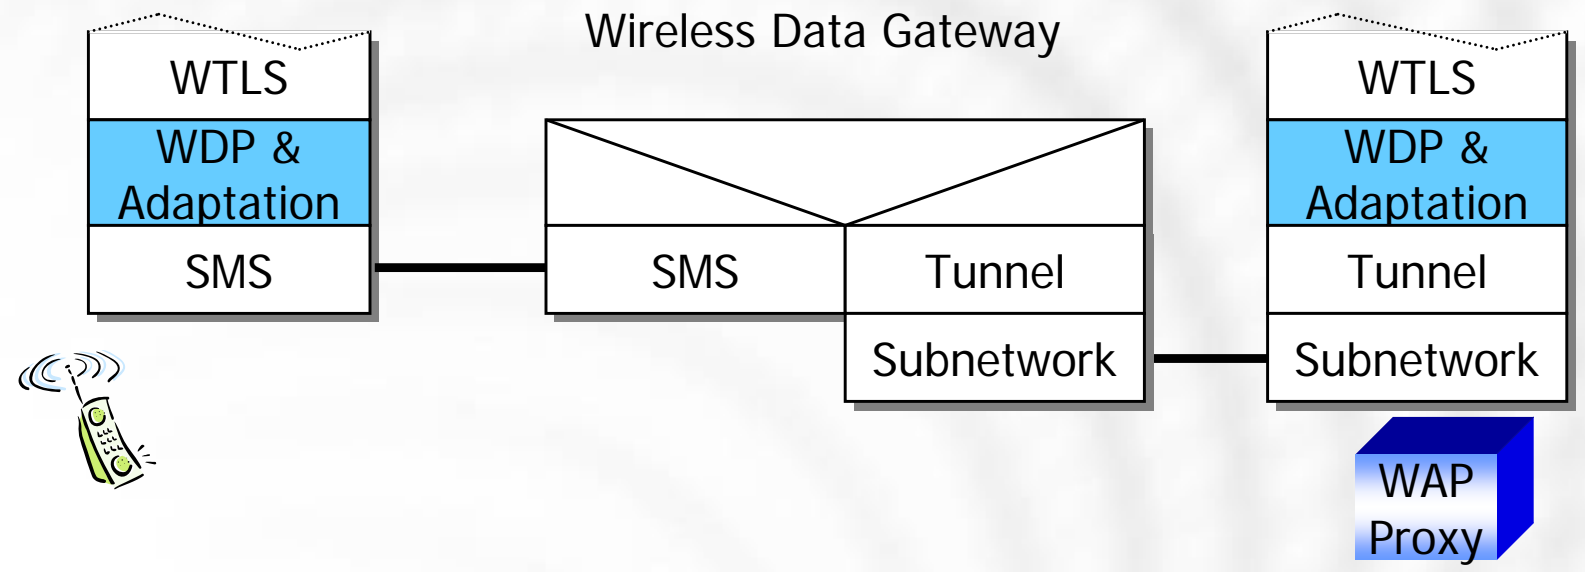 Wireless Data Gateway
WTLS
WDP &
Adaptation
SMS
SMS
Tunnel
Subnetwork
WTLS
WDP &
Adaptation
Tunnel
Subnetwork
WAP
Proxy